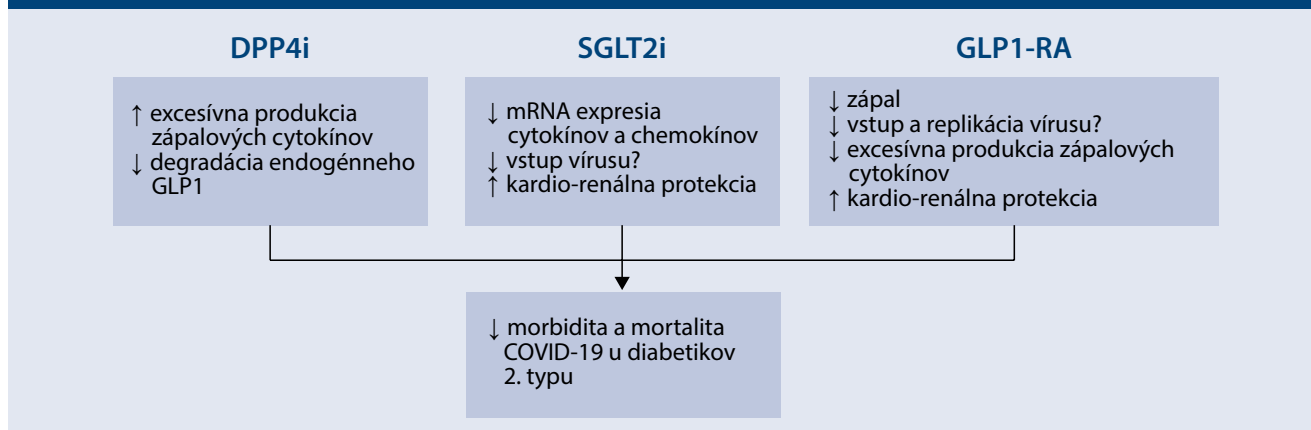 DPP4i
↑ excesívna produkcia
zápalových cytokínov
↓ degradácia endogénneho
GLP1
SGLT2i
↓ mRNA expresia
cytokínov a chemokínov
↓ vstup vírusu?
↑ kardio-renálna protekcia
GLP1-RA
↓ zápal
↓ vstup a replikácia vírusu?
↓ excesívna produkcia zápalových
cytokínov
↑ kardio-renálna protekcia
↓ morbidita a mortalita
COVID-19 u diabetikov
2. typu